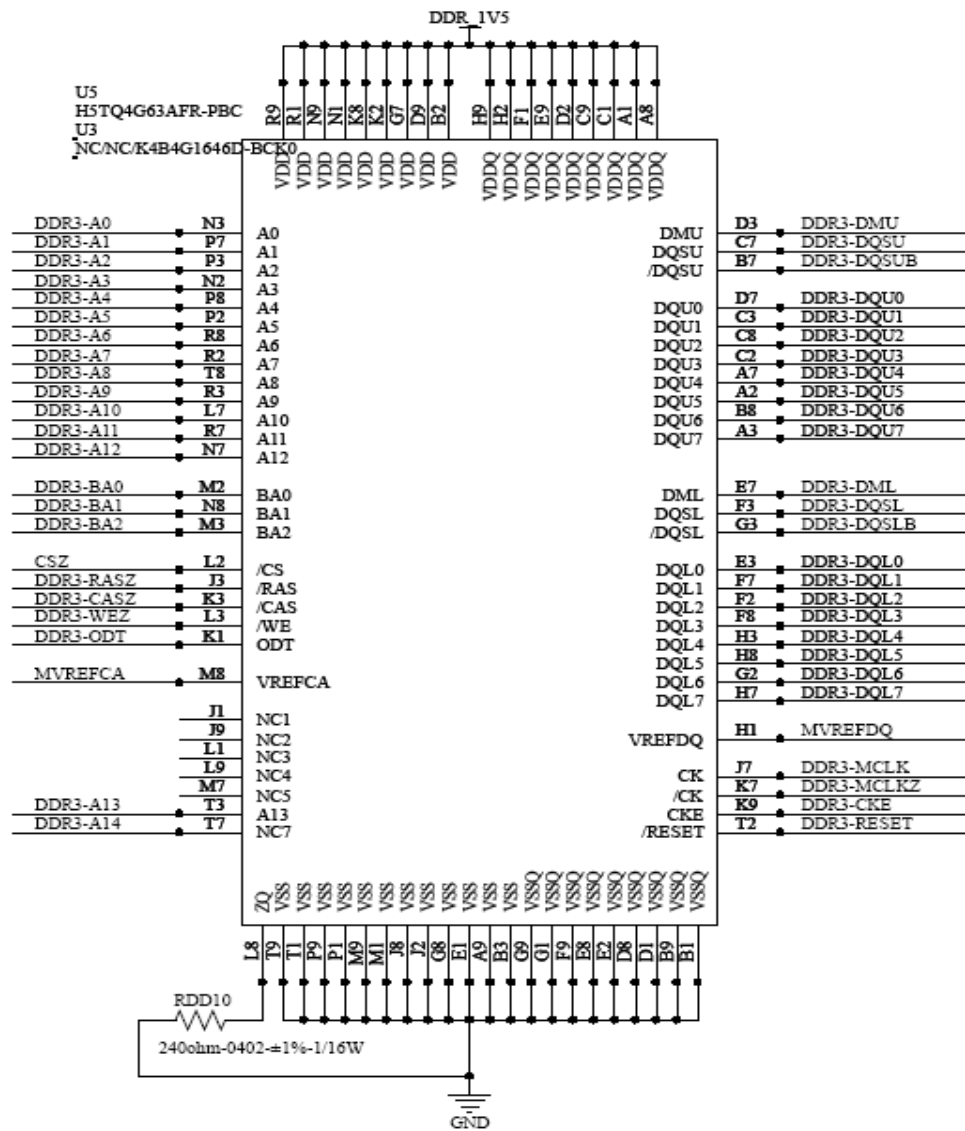 DDR_1V5
U5
H5TQ4G63AFR-PBC
U3
NC/NC/K4B4G1646D-BCK0
R9 R1 N9 N1 K8 K2 G7 D9 B2 H9 H2 F1 E9 D2 C9 C1 A1 A8
VDD VDD VDD VDD VDD VDD VDD VDD VDD VDDQ VDDQ VDDQ VDDQ VDDQ VDDQ VDDQ VDDQ VDDQ
DDR3-A0 N3 A0 DMU D3 DDR3-DMU
DDR3-A1 P7 A1 DQSU C7 DDR3-DQSU
DDR3-A2 P3 A2 /DQSU B7 DDR3-DQSUB
DDR3-A3 N2 A3
DDR3-A4 P8 A4 DQU0 D7 DDR3-DQU0
DDR3-A5 P2 A5 DQU1 C3 DDR3-DQU1
DDR3-A6 R8 A6 DQU2 C8 DDR3-DQU2
DDR3-A7 R2 A7 DQU3 C2 DDR3-DQU3
DDR3-A8 T8 A8 DQU4 A7 DDR3-DQU4
DDR3-A9 R3 A9 DQU5 A2 DDR3-DQU5
DDR3-A10 L7 A10 DQU6 B8 DDR3-DQU6
DDR3-A11 R7 A11 DQU7 A3 DDR3-DQU7
DDR3-A12 N7 A12
DDR3-BA0 M2 BA0 DML E7 DDR3-DML
DDR3-BA1 N8 BA1 DQSL F3 DDR3-DQSL
DDR3-BA2 M3 BA2 /DQSL G3 DDR3-DQSLB
CSZ L2 /CS DQL0 E3 DDR3-DQL0
DDR3-RASZ J3 /RAS DQL1 F7 DDR3-DQL1
DDR3-CASZ K3 /CAS DQL2 F2 DDR3-DQL2
DDR3-WEZ L3 /WE DQL3 F8 DDR3-DQL3
DDR3-ODT K1 ODT DQL4 H3 DDR3-DQL4
DQL5 H8 DDR3-DQL5
MVREFCA M8 VREFCA DQL6 G2 DDR3-DQL6
DQL7 H7 DDR3-DQL7
J1 NC1
J9 NC2 VREFDQ H1 MVREFDQ
L1 NC3
L9 NC4 CK J7 DDR3-MCLK
M7 NC5 /CK K7 DDR3-MCLKZ
DDR3-A13 T3 A13 CKE K9 DDR3-CKE
DDR3-A14 T7 NC7 /RESET T2 DDR3-RESET
ZQ VSS VSS VSS VSS VSS VSS VSS VSS VSS VSS VSS VSS VSSQ VSSQ VSSQ VSSQ VSSQ VSSQ VSSQ VSSQ VSSQ
L8 T9 T1 P9 P1 M9 M1 J8 J2 G8 E1 A9 B3 G9 G1 F9 E8 E2 D8 D1 B9 B1
RDD10
240ohm-0402-±1%-1/16W
GND